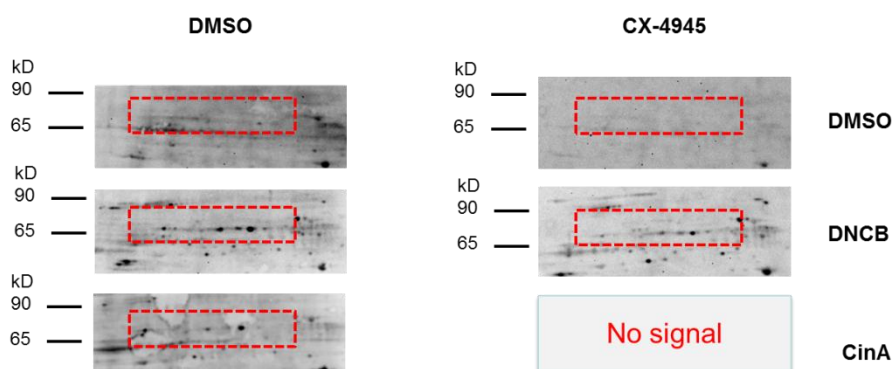 DMSO CX-4945
kD kD
90 90
65 65 DMSO
kD kD
90 90
65 65 DNCB
kD
90 No signal
65 CinA